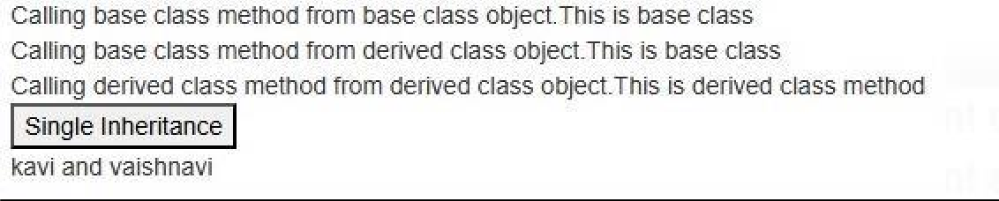 Calling base class method from base class object.This is base class
Calling base class method from derived class object.This is base class
Calling derived class method from derived class object.This is derived class method
Single Inheritance
kavi and vaishnavi